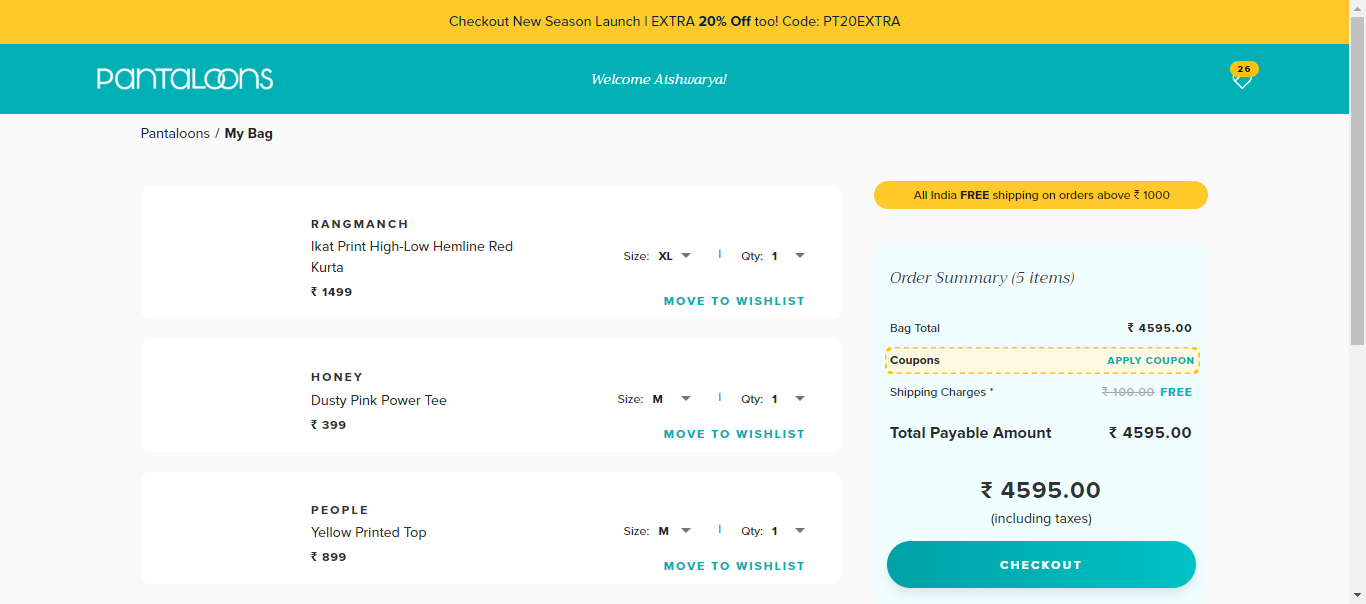 Checkout New Season Launch | EXTRA 20% Off too! Code: PT20EXTRA
PANTALOONS
Welcome Aishwarya!
26
Pantaloons / My Bag
RANGMANCH
Ikat Print High-Low Hemline Red
Kurta
₹ 1499
Size: XL | Qty: 1
MOVE TO WISHLIST
HONEY
Dusty Pink Power Tee
₹ 399
Size: M | Qty: 1
MOVE TO WISHLIST
PEOPLE
Yellow Printed Top
₹ 899
Size: M | Qty: 1
MOVE TO WISHLIST
All India FREE shipping on orders above ₹ 1000
Order Summary (5 items)
Bag Total ₹ 4595.00
Coupons APPLY COUPON
Shipping Charges * ₹ 100.00 FREE
Total Payable Amount ₹ 4595.00
₹ 4595.00
(including taxes)
CHECKOUT